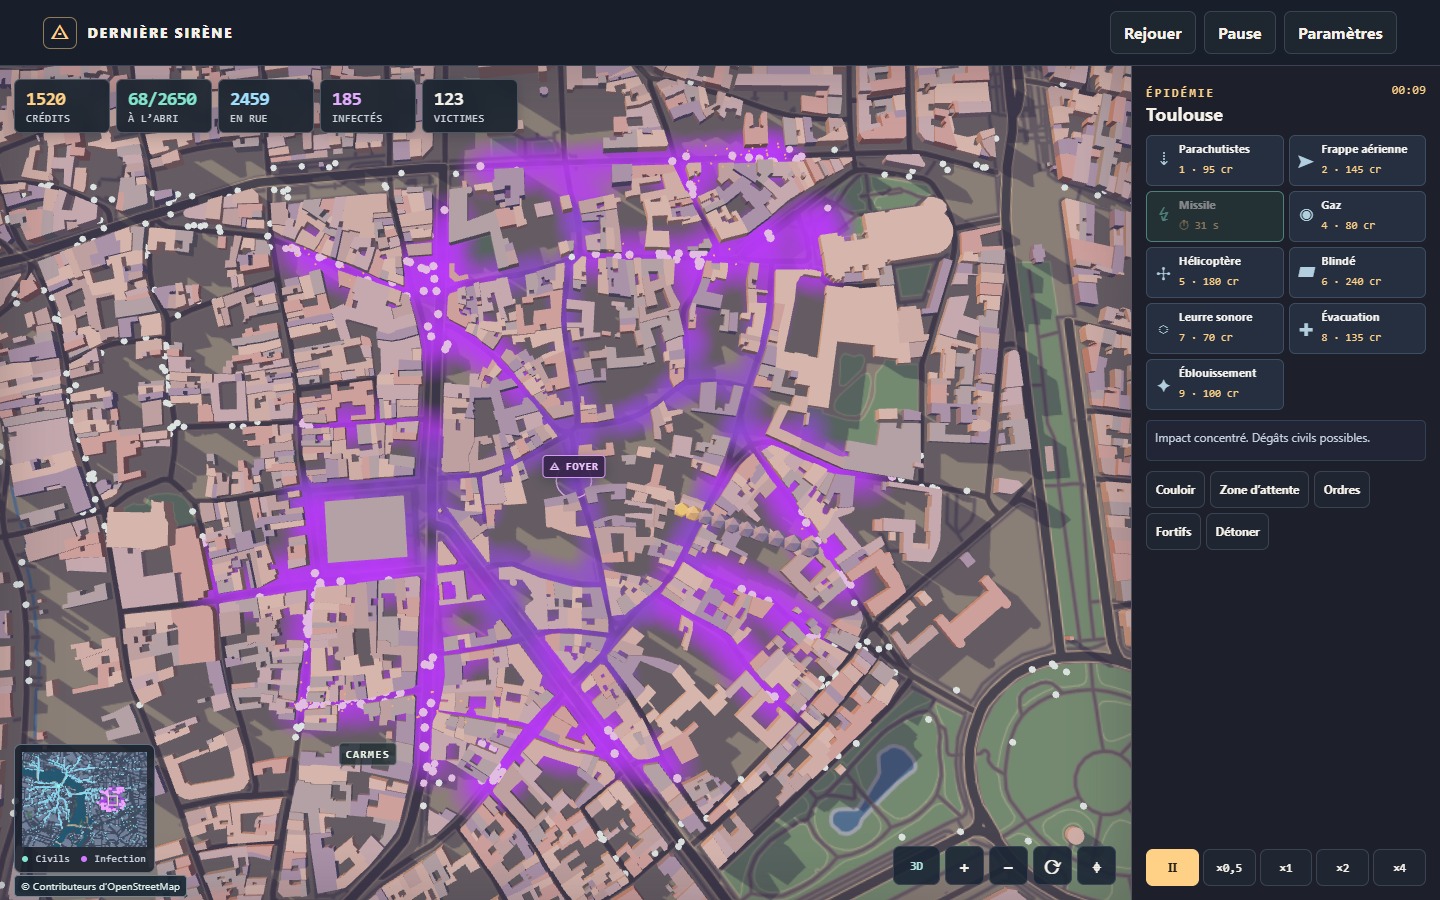 DERNIÈRE SIRÈNE
Rejouer
Pause
Paramètres
1520
CRÉDITS
68/2650
À L'ABRI
2459
EN RUE
185
INFECTÉS
123
VICTIMES
ÉPIDÉMIE
00:09
Toulouse
Parachutistes
1 · 95 cr
Frappe aérienne
2 · 145 cr
Missile
31 s
Gaz
4 · 80 cr
Hélicoptère
5 · 180 cr
Blindé
6 · 240 cr
Leurre sonore
7 · 70 cr
Évacuation
8 · 135 cr
Éblouissement
9 · 100 cr
Impact concentré. Dégâts civils possibles.
Couloir
Zone d'attente
Ordres
Fortifs
Détoner
FOYER
CARMES
Civils
Infection
© Contributeurs d'OpenStreetMap
3D
+
−
II
x0,5
x1
x2
x4